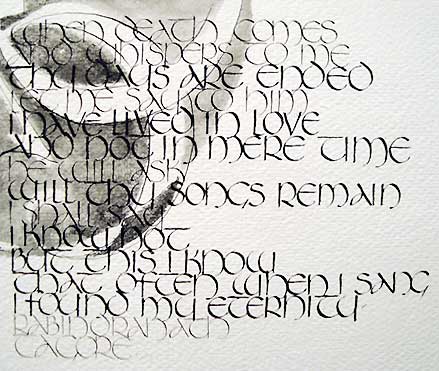 WHEN DEATH COMES
AND WHISPERS TO ME
THY DAYS ARE ENDED
LET ME SAY TO HIM
I HAVE LIVED IN LOVE
AND NOT IN MERE TIME
HE WILL ASK
WILL THY SONGS REMAIN
I SHALL SAY
I KNOW NOT
BUT THIS I KNOW
THAT OFTEN WHEN I SANG
I FOUND MY ETERNITY
RABINDRANATH
TAGORE